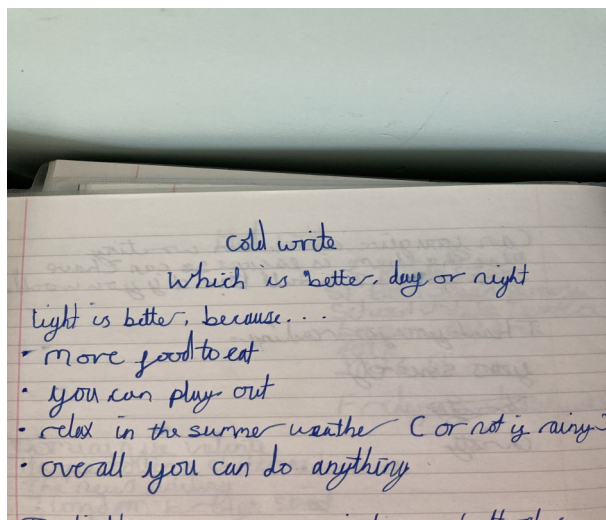 cold write
Which is better, day or night
light is better, because...
• more food to eat
• you can play out
• relax in the summer weather (or not if rainy)
• overall you can do anything